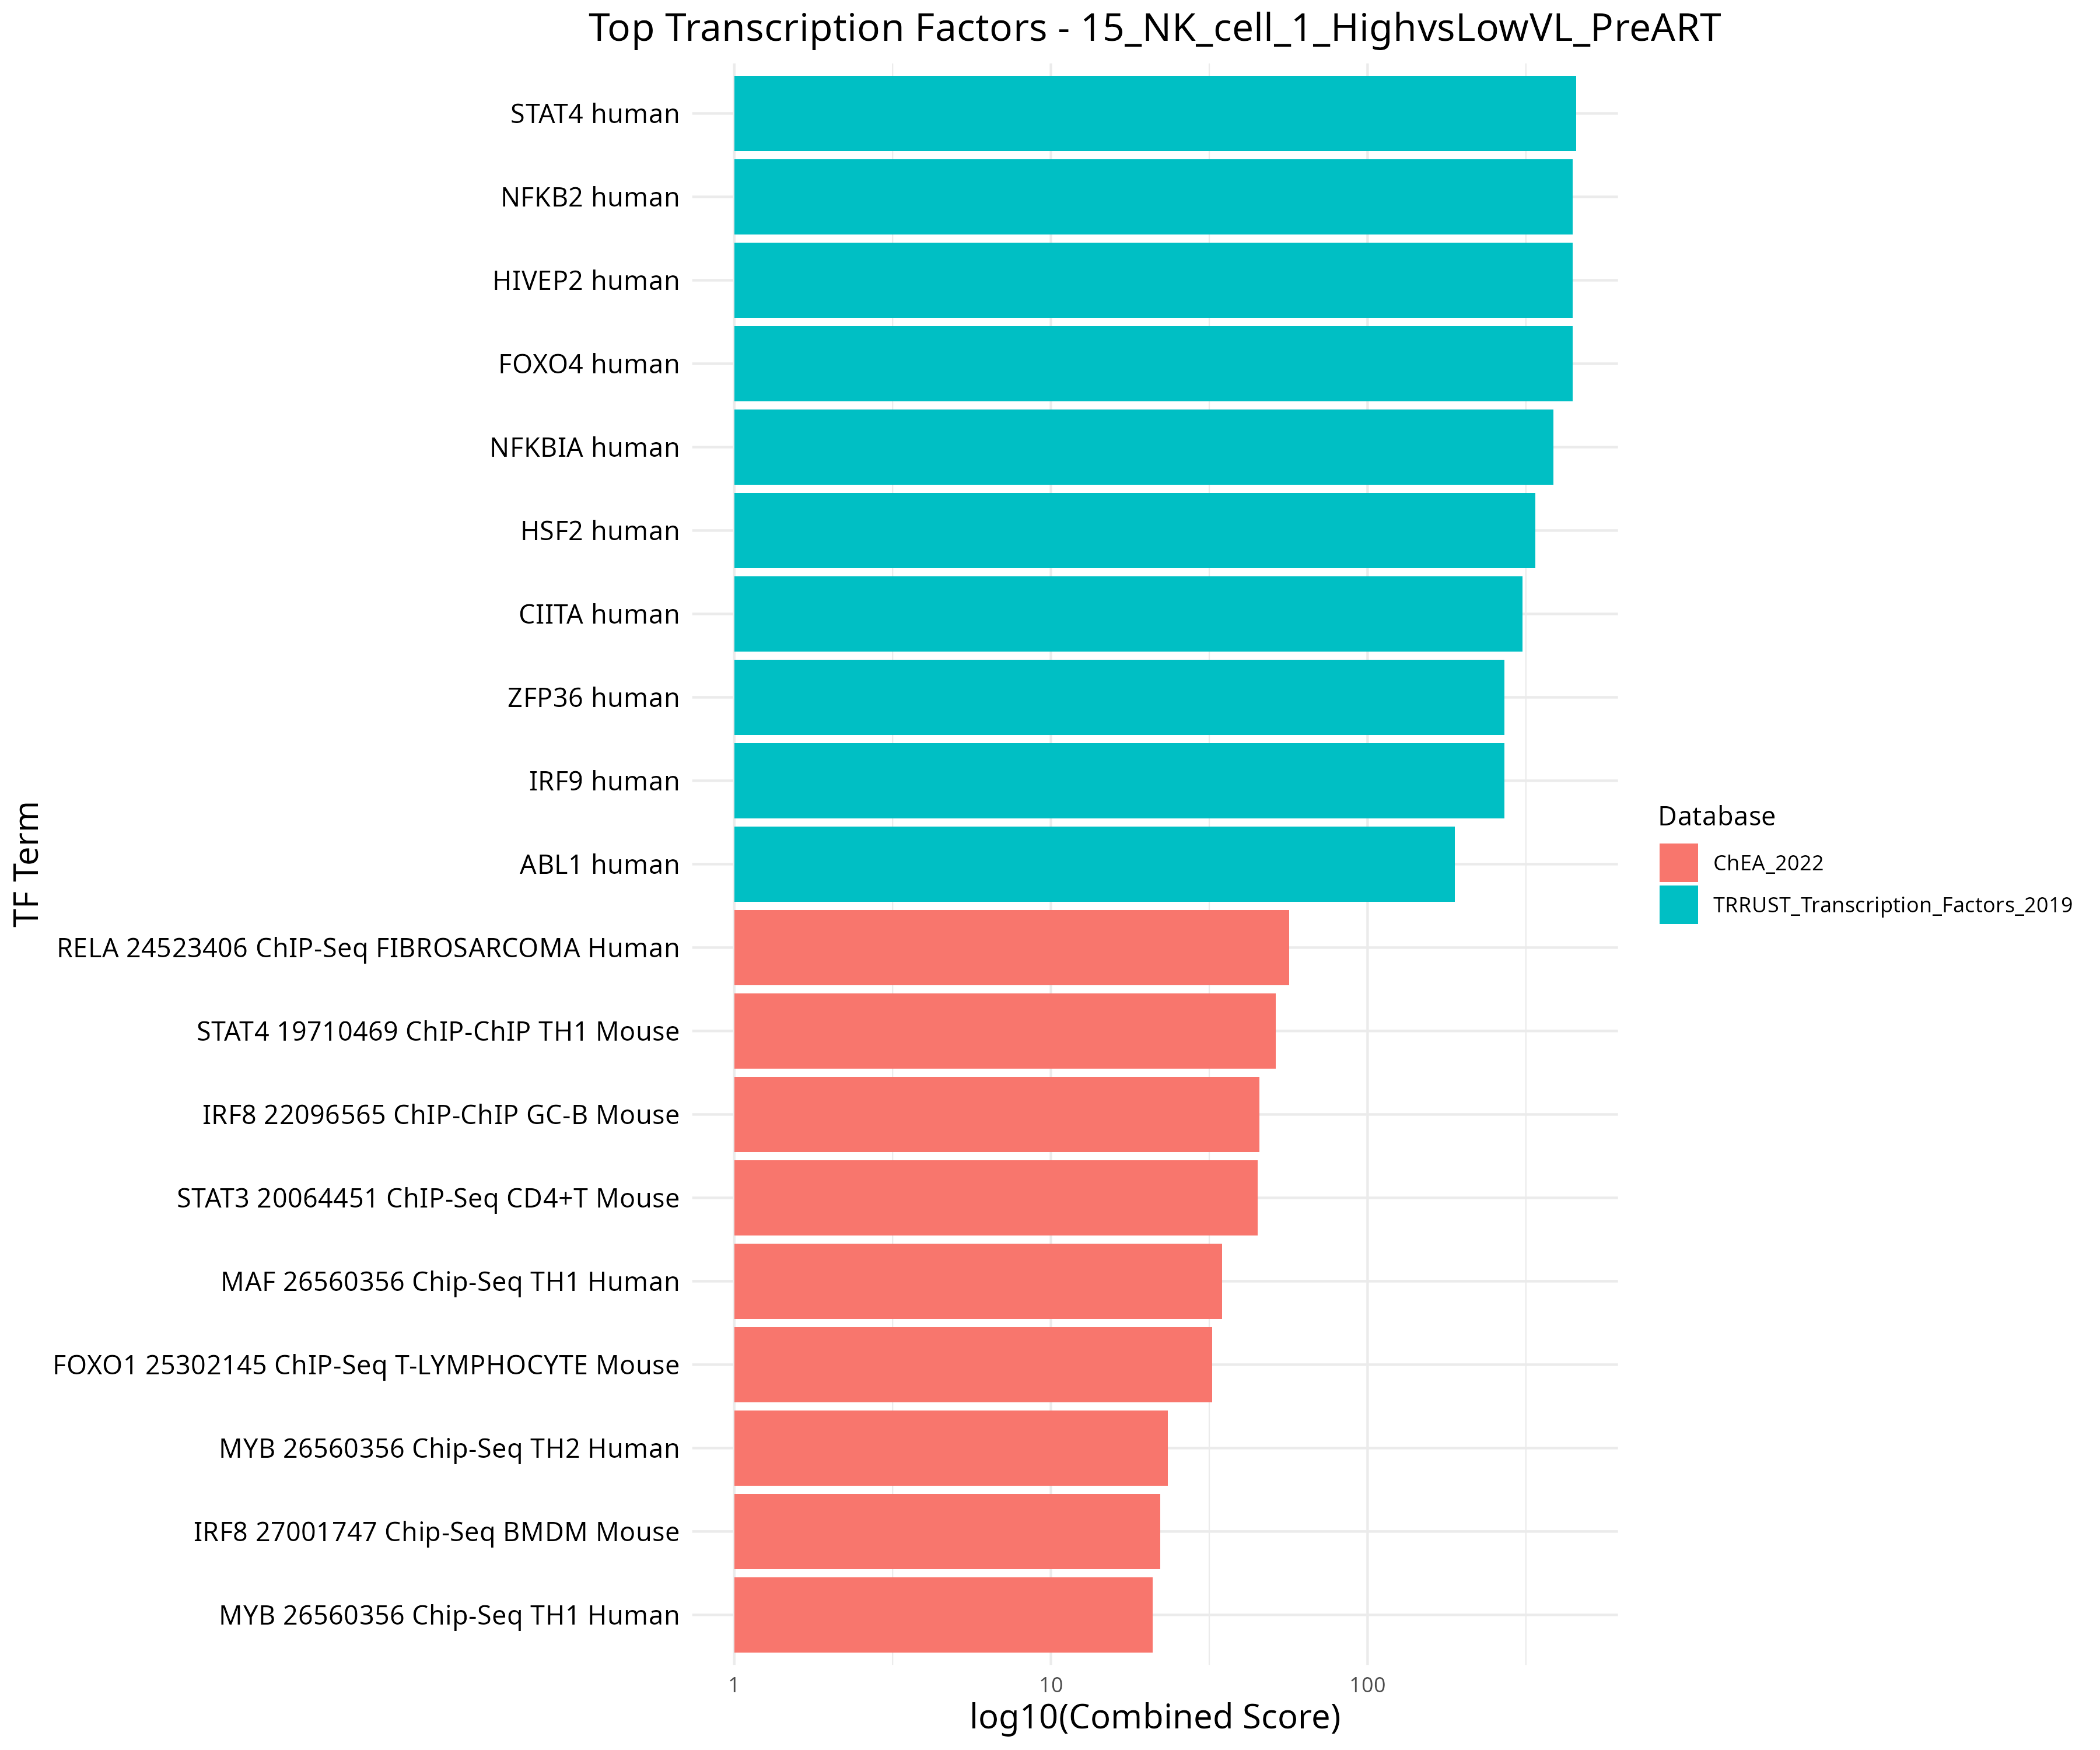 Top Transcription Factors - 15_NK_cell_1_HighvsLowVL_PreART
STAT4 human
NFKB2 human
HIVEP2 human
FOXO4 human
NFKBIA human
HSF2 human
CIITA human
ZFP36 human
IRF9 human
ABL1 human
RELA 24523406 ChIP-Seq FIBROSARCOMA Human
STAT4 19710469 ChIP-ChIP TH1 Mouse
IRF8 22096565 ChIP-ChIP GC-B Mouse
STAT3 20064451 ChIP-Seq CD4+T Mouse
MAF 26560356 Chip-Seq TH1 Human
FOXO1 25302145 ChIP-Seq T-LYMPHOCYTE Mouse
MYB 26560356 Chip-Seq TH2 Human
IRF8 27001747 Chip-Seq BMDM Mouse
MYB 26560356 Chip-Seq TH1 Human
TF Term
1 10 100
log10(Combined Score)
Database
ChEA_2022
TRRUST_Transcription_Factors_2019